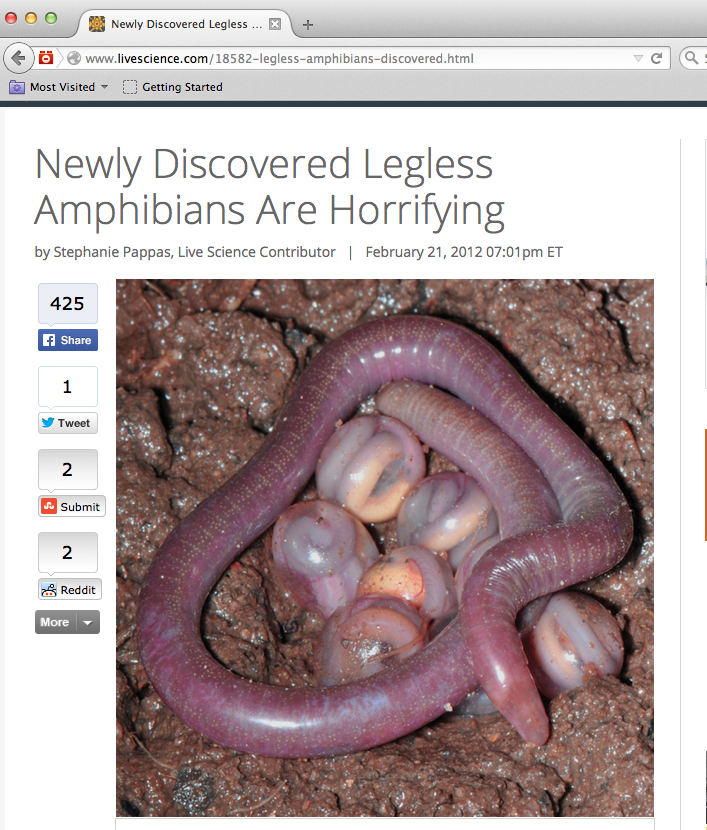 Newly Discovered Legless ...
www.livescience.com/18582-legless-amphibians-discovered.html
Most Visited
Getting Started
Newly Discovered Legless
Amphibians Are Horrifying
by Stephanie Pappas, Live Science Contributor | February 21, 2012 07:01pm ET
425
Share
1
Tweet
2
Submit
2
Reddit
More